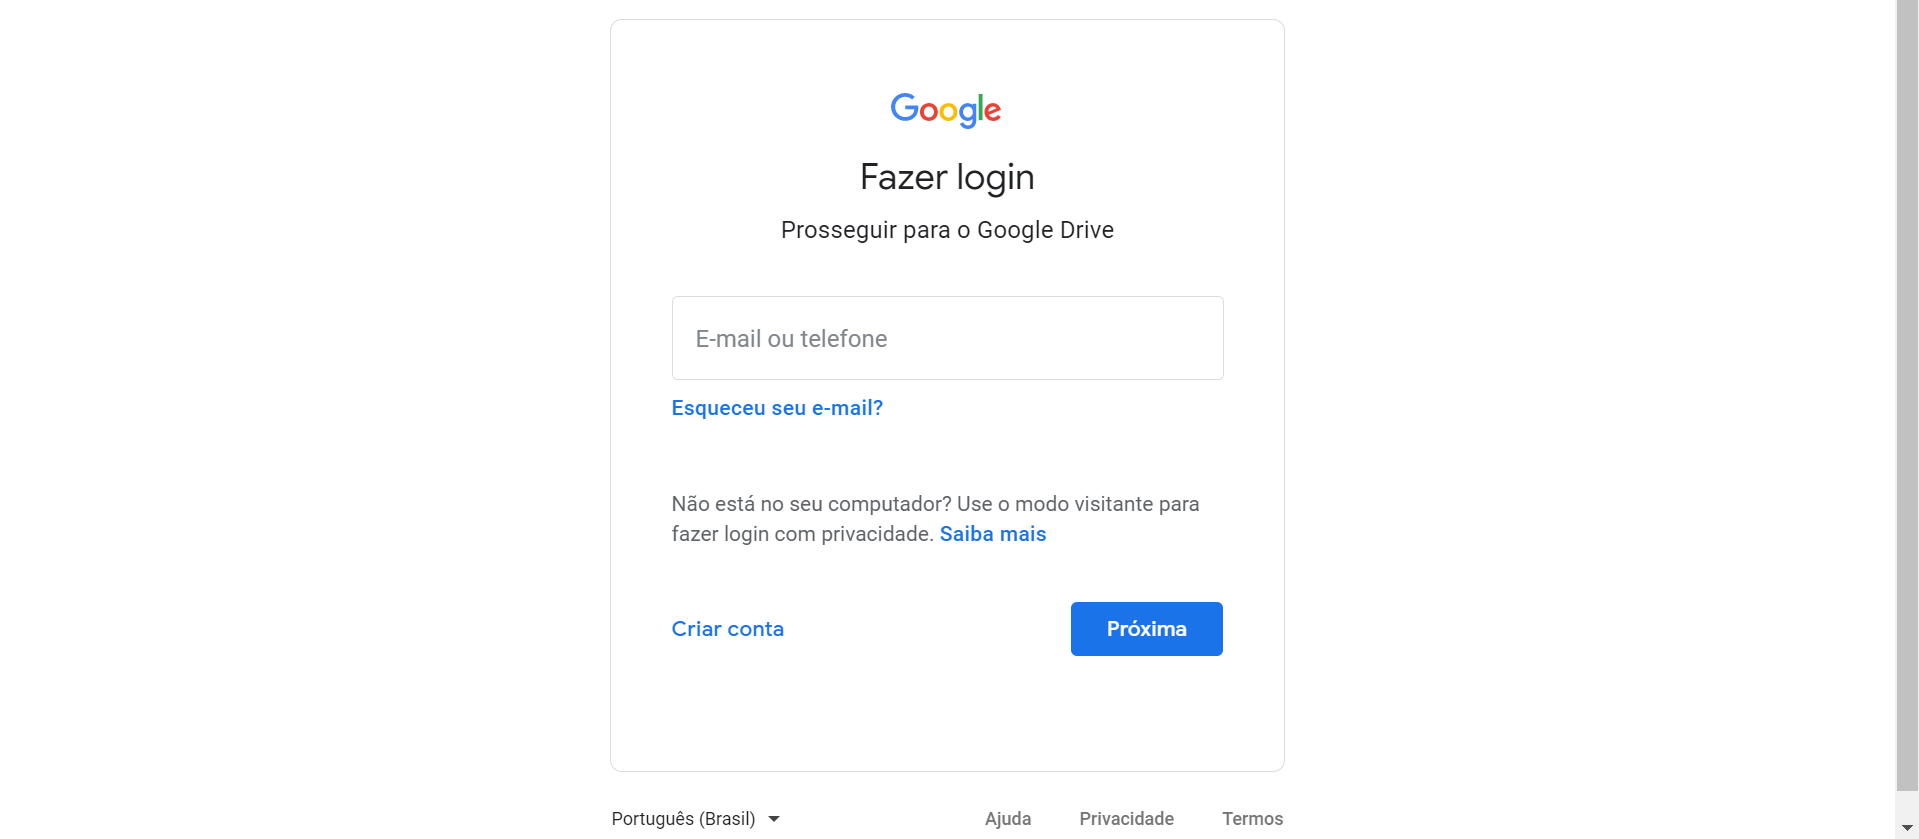 Google
Fazer login
Prosseguir para o Google Drive
E-mail ou telefone
Esqueceu seu e-mail?
Não está no seu computador? Use o modo visitante para
fazer login com privacidade. Saiba mais
Criar conta
Próxima
Português (Brasil)
Ajuda
Privacidade
Termos